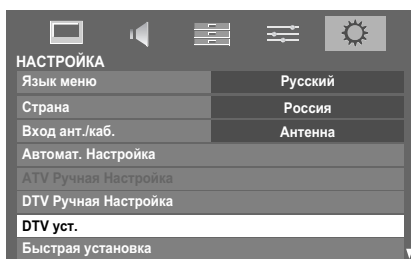 НАСТРОЙКА
Язык меню Русский
Страна Россия
Вход ант./каб. Антенна
Автомат. Настройка
ATV Ручная Настройка
DTV Ручная Настройка
DTV уст.
Быстрая установка